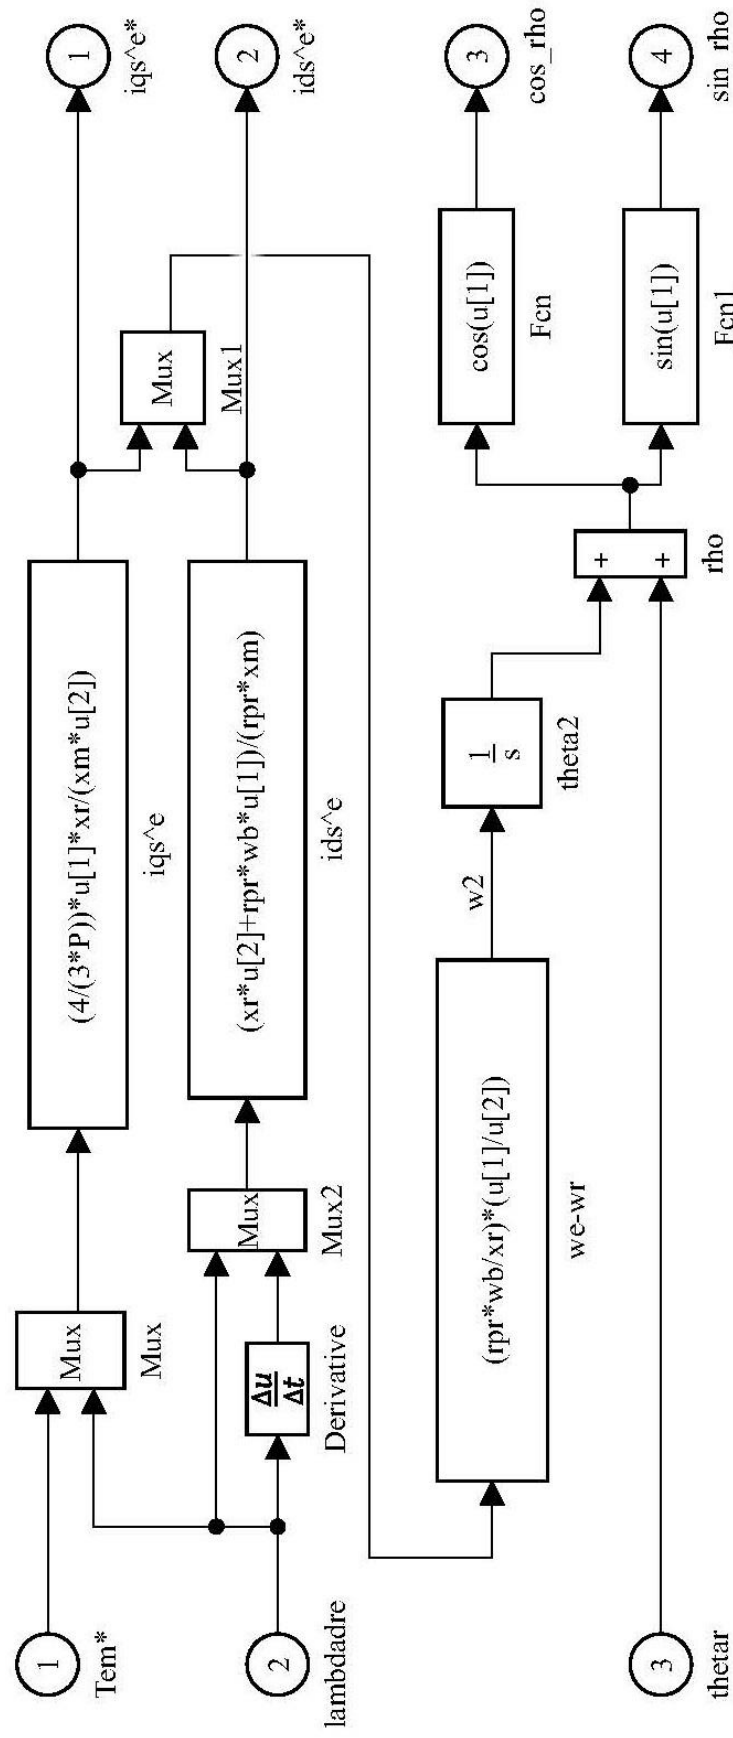 1
Tem*
2
lambdadre
Mux
Mux
Δu
Δt
Derivative
Mux
Mux2
(4/(3*P))*u[1]*xr/(xm*u[2])
iqs^e
(xr*u[2]+rpr*wb*u[1])/(rpr*xm)
ids^e
Mux
Mux1
1
iqs^e*
2
ids^e*
(rpr*wb/xr)*(u[1]/u[2])
we-wr
w2
1
s
theta2
3
thetar
+
+
rho
cos(u[1])
Fcn
sin(u[1])
Fcn1
3
cos_rho
4
sin rho